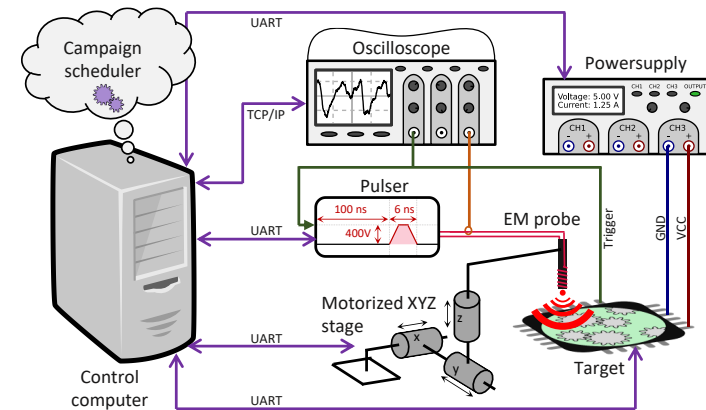 UART
Campaign
scheduler
Oscilloscope
Powersupply
Voltage: 5.00 V
Current: 1.25 A
CH1 CH2 CH3 OUTPUT
CH1 CH2 CH3
- + - + - +
TCP/IP
Pulser
100 ns 6 ns
400V
UART
EM probe
Trigger
GND
VCC
Motorized XYZ
stage
x
y
z
UART
Control
computer
Target
UART